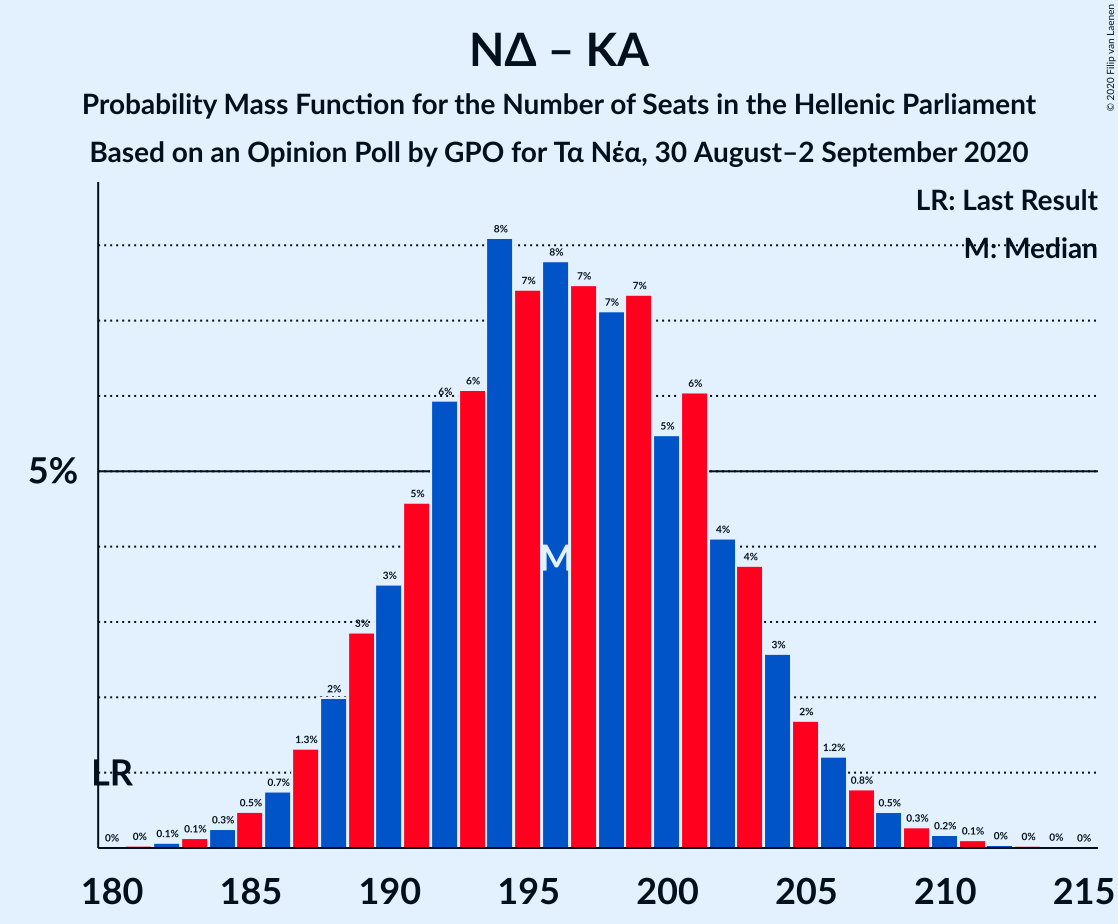 ΝΔ – ΚΑ
Probability Mass Function for the Number of Seats in the Hellenic Parliament
Based on an Opinion Poll by GPO for Τα Νέα, 30 August–2 September 2020
© 2020 Filip van Laenen
LR: Last Result
M: Median
5%
LR
M
0% 0% 0.1% 0.1% 0.3% 0.5% 0.7% 1.3% 2% 3% 3% 5% 6% 6% 8% 7% 8% 7% 7% 7% 5% 6% 4% 4% 3% 2% 1.2% 0.8% 0.5% 0.3% 0.2% 0.1% 0% 0% 0% 0%
180 185 190 195 200 205 210 215